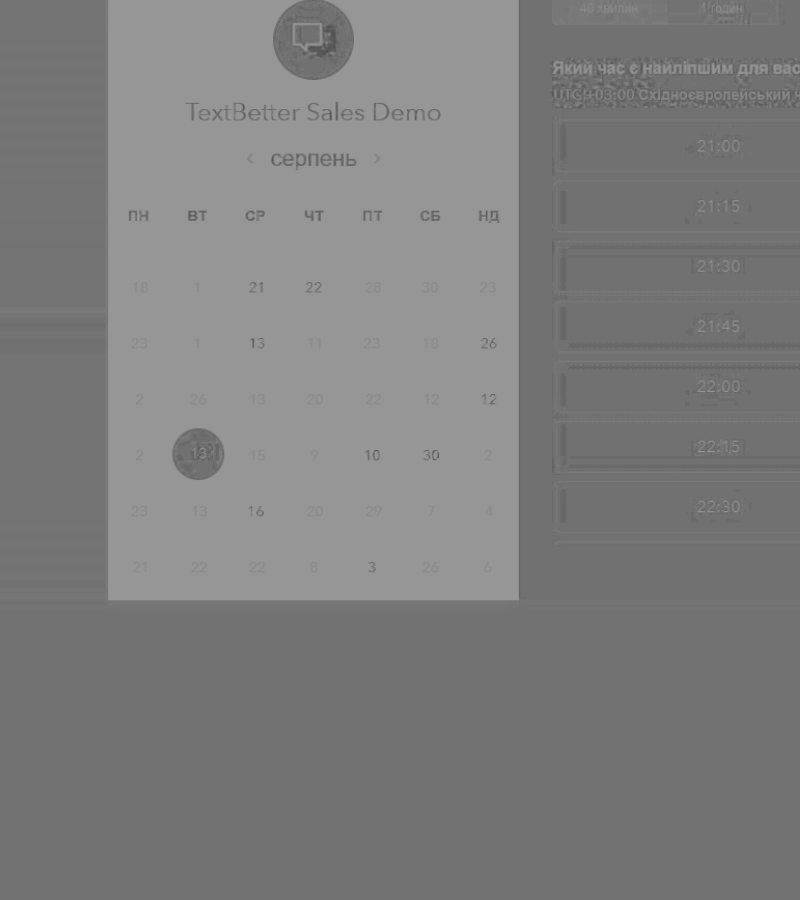 40 хвилин 1 годин
TextBetter Sales Demo
‹ серпень ›
ПН ВТ СР ЧТ ПТ СБ НД
18 1 21 22 28 30 23
23 1 13 11 23 18 26
2 26 13 20 22 12 12
2 13 15 9 10 30 2
23 13 16 20 29 7 4
21 22 22 8 3 26 6
Який час є найліпшим для вас
UTC+03:00 Східноєвропейський ч
21:00
21:15
21:30
21:45
22:00
22:15
22:30